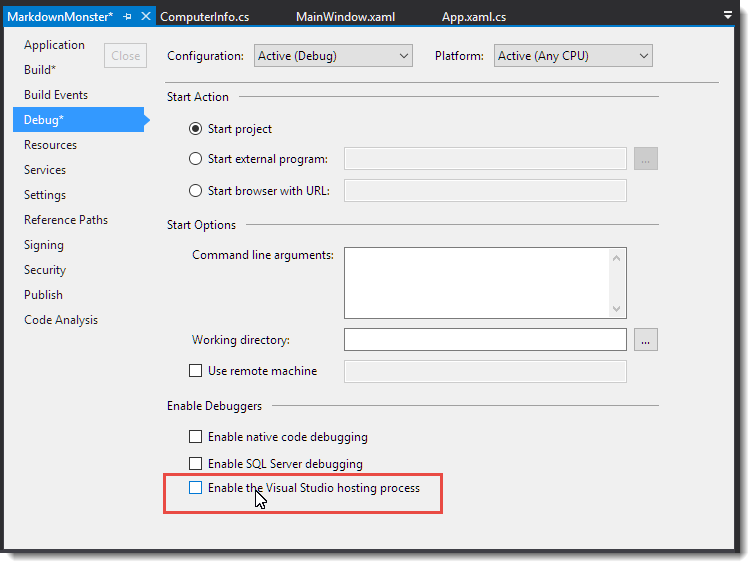 MarkdownMonster* ComputerInfo.cs MainWindow.xaml App.xaml.cs
Application
Close
Configuration: Active (Debug) Platform: Active (Any CPU)
Build*
Build Events
Debug*
Resources
Services
Settings
Reference Paths
Signing
Security
Publish
Code Analysis
Start Action
Start project
Start external program: ...
Start browser with URL:
Start Options
Command line arguments:
Working directory: ...
Use remote machine
Enable Debuggers
Enable native code debugging
Enable SQL Server debugging
Enable the Visual Studio hosting process